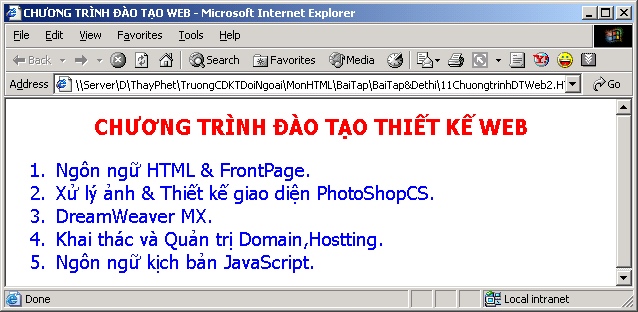 CHƯƠNG TRÌNH ĐÀO TẠO WEB - Microsoft Internet Explorer
File Edit View Favorites Tools Help
Back Search Favorites Media
Address \\Server\D\ThayPhet\TruongCDKTDoiNgoai\MonHTML\BaiTap\BaiTap&Dethi\11ChuongtrinhDTWeb2.H Go
CHƯƠNG TRÌNH ĐÀO TẠO THIẾT KẾ WEB
1. Ngôn ngữ HTML & FrontPage.
2. Xử lý ảnh & Thiết kế giao diện PhotoShopCS.
3. DreamWeaver MX.
4. Khai thác và Quản trị Domain,Hostting.
5. Ngôn ngữ kịch bản JavaScript.
Done Local intranet